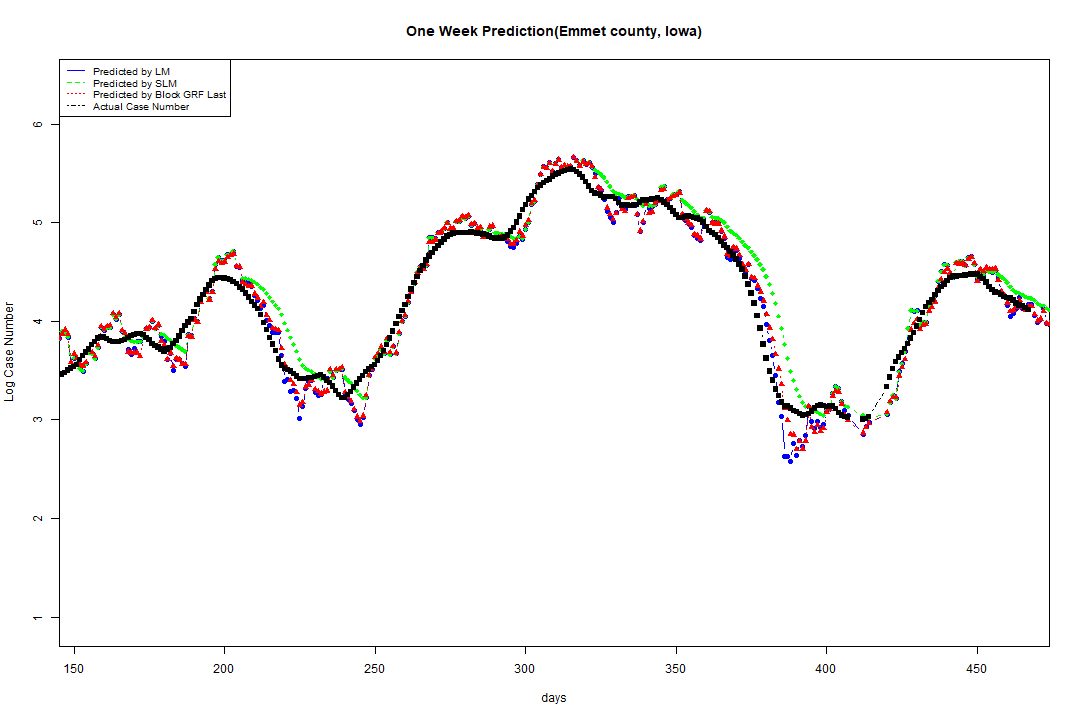 One Week Prediction(Emmet county, Iowa)
Predicted by LM
Predicted by SLM
Predicted by Block GRF Last
Actual Case Number
Log Case Number
6
5
4
3
2
1
150 200 250 300 350 400 450
days